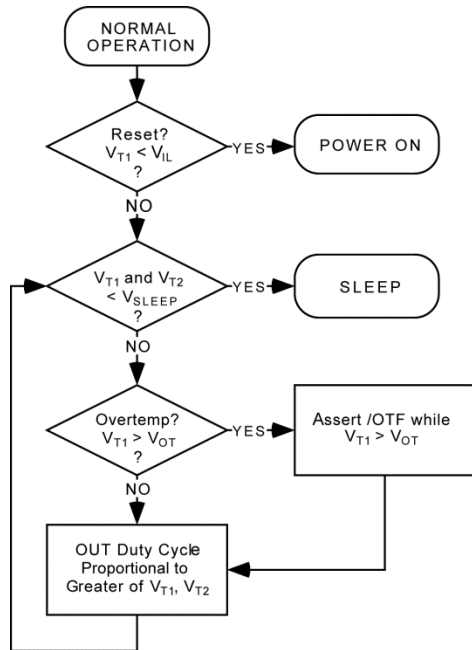 NORMAL
OPERATION
Reset?
V_T1 < V_IL
?
YES
POWER ON
NO
V_T1 and V_T2
< V_SLEEP
?
YES
SLEEP
NO
Overtemp?
V_T1 > V_OT
?
YES
Assert /OTF while
V_T1 > V_OT
NO
OUT Duty Cycle
Proportional to
Greater of V_T1, V_T2